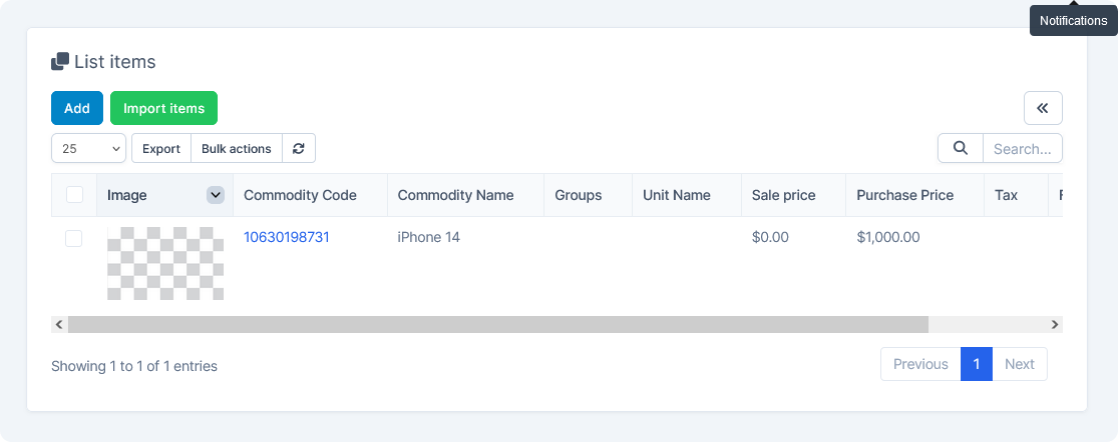 Notifications
List items
Add Import items
25 Export Bulk actions Search...
Image Commodity Code Commodity Name Groups Unit Name Sale price Purchase Price Tax
10630198731 iPhone 14 $0.00 $1,000.00
Showing 1 to 1 of 1 entries Previous 1 Next